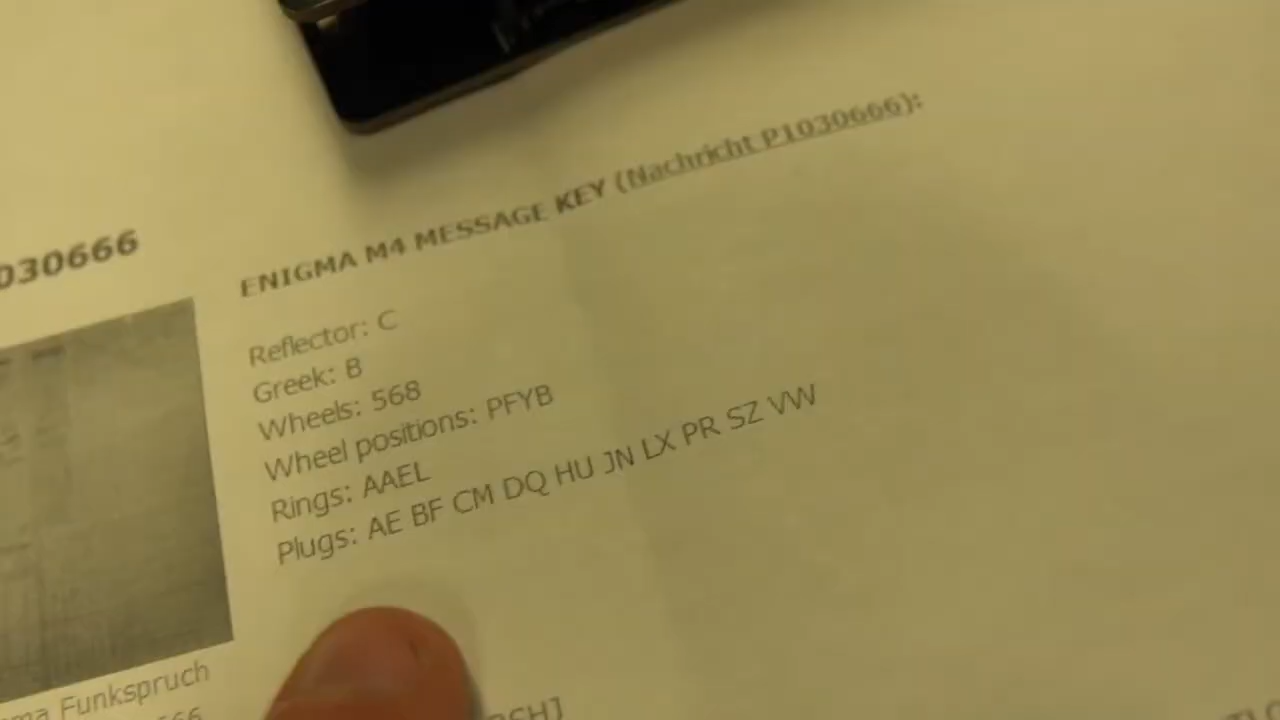 030666
ENIGMA M4 MESSAGE KEY (Nachricht P1030666):
Reflector: C
Greek: B
Wheels: 568
Wheel positions: PFYB
Rings: AAEL
Plugs: AE BF CM DQ HU JN LX PR SZ VW
Funkspruch